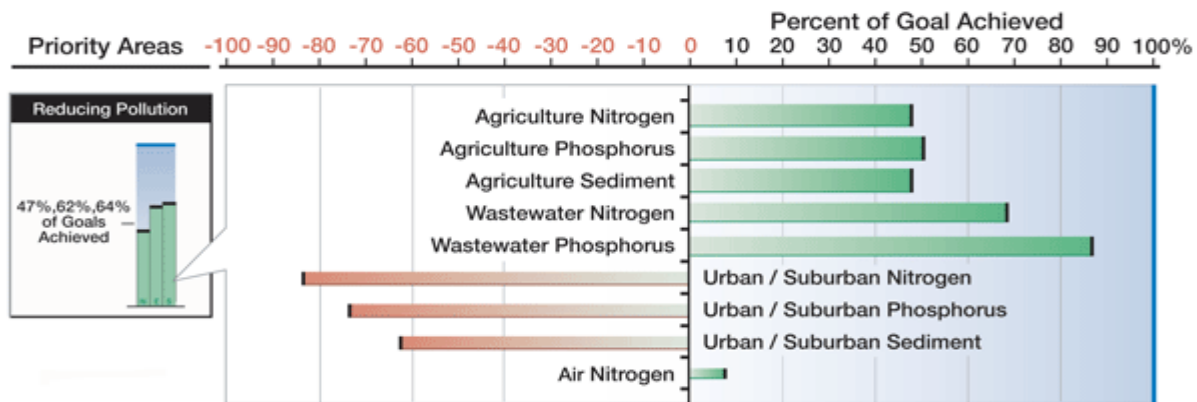 Percent of Goal Achieved
Priority Areas -100 -90 -80 -70 -60 -50 -40 -30 -20 -10 0 10 20 30 40 50 60 70 80 90 100%
Reducing Pollution
47%,62%,64%
of Goals
Achieved
N P S
Agriculture Nitrogen
Agriculture Phosphorus
Agriculture Sediment
Wastewater Nitrogen
Wastewater Phosphorus
Urban / Suburban Nitrogen
Urban / Suburban Phosphorus
Urban / Suburban Sediment
Air Nitrogen